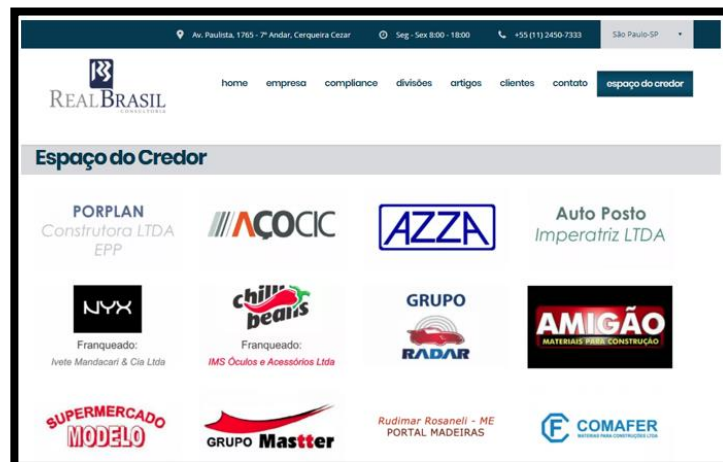 Av. Paulista, 1765 - 7º Andar, Cerqueira Cezar
Seg - Sex 8:00 - 18:00
+55 (11) 2450-7333
São Paulo-SP
REALBRASIL
CONSULTORIA
home empresa compliance divisões artigos clientes contato espaço do credor
Espaço do Credor
PORPLAN
Construtora LTDA
EPP
AÇOCIC
AZZA
Auto Posto
Imperatriz LTDA
NYX
Franqueado:
Ivete Mandacari & Cia Ltda
chilli
beans
Franqueado:
IMS Óculos e Acessórios Ltda
GRUPO
RADAR
AMIGÃO
MATERIAIS PARA CONSTRUÇÃO
SUPERMERCADO
MODELO
GRUPO Mastter
Rudimar Rosaneli - ME
PORTAL MADEIRAS
COMAFER
MATERIAIS PARA CONSTRUÇÕES LTDA